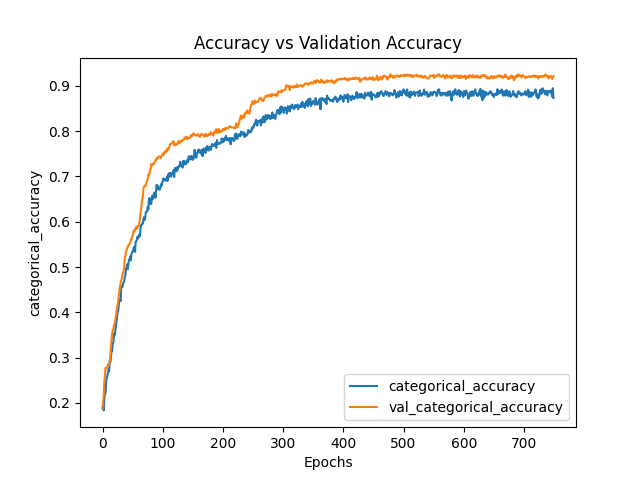 Accuracy vs Validation Accuracy
categorical_accuracy
0.9
0.8
0.7
0.6
0.5
0.4
0.3
0.2
categorical_accuracy
val_categorical_accuracy
0 100 200 300 400 500 600 700
Epochs